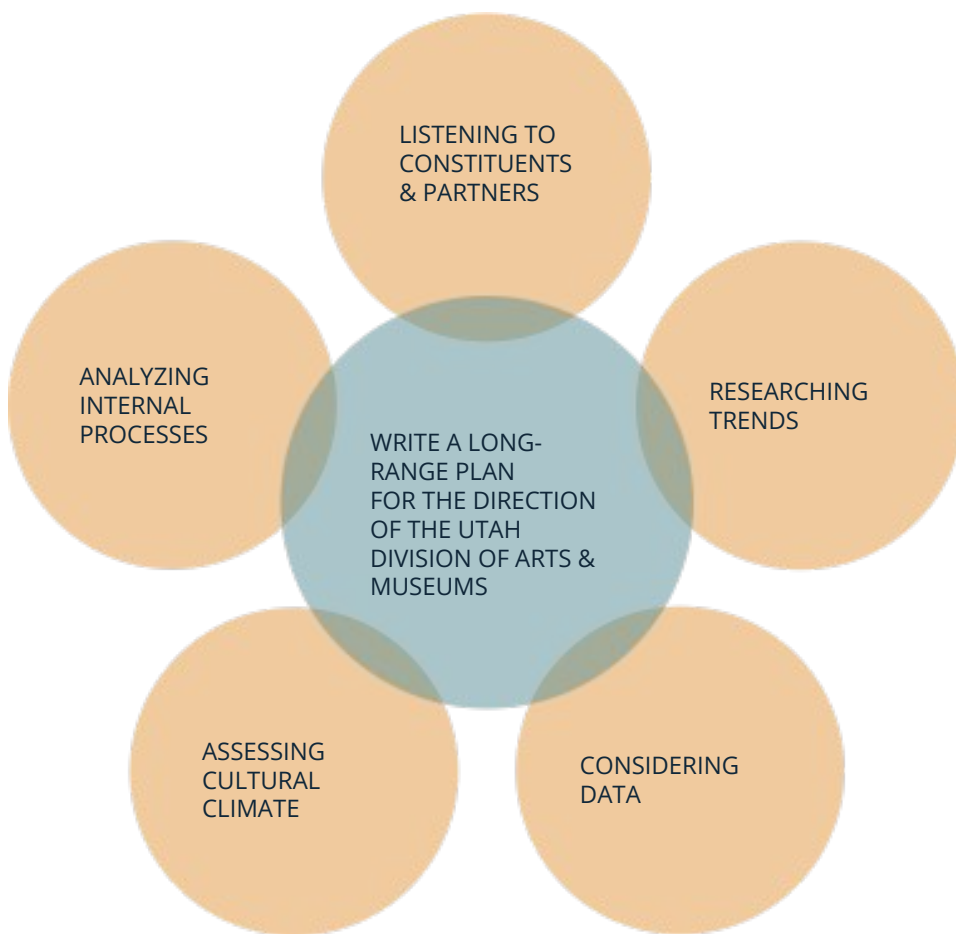 LISTENING TO
CONSTITUENTS
& PARTNERS
ANALYZING
INTERNAL
PROCESSES
RESEARCHING
TRENDS
WRITE A LONG-
RANGE PLAN
FOR THE DIRECTION
OF THE UTAH
DIVISION OF ARTS &
MUSEUMS
ASSESSING
CULTURAL
CLIMATE
CONSIDERING
DATA